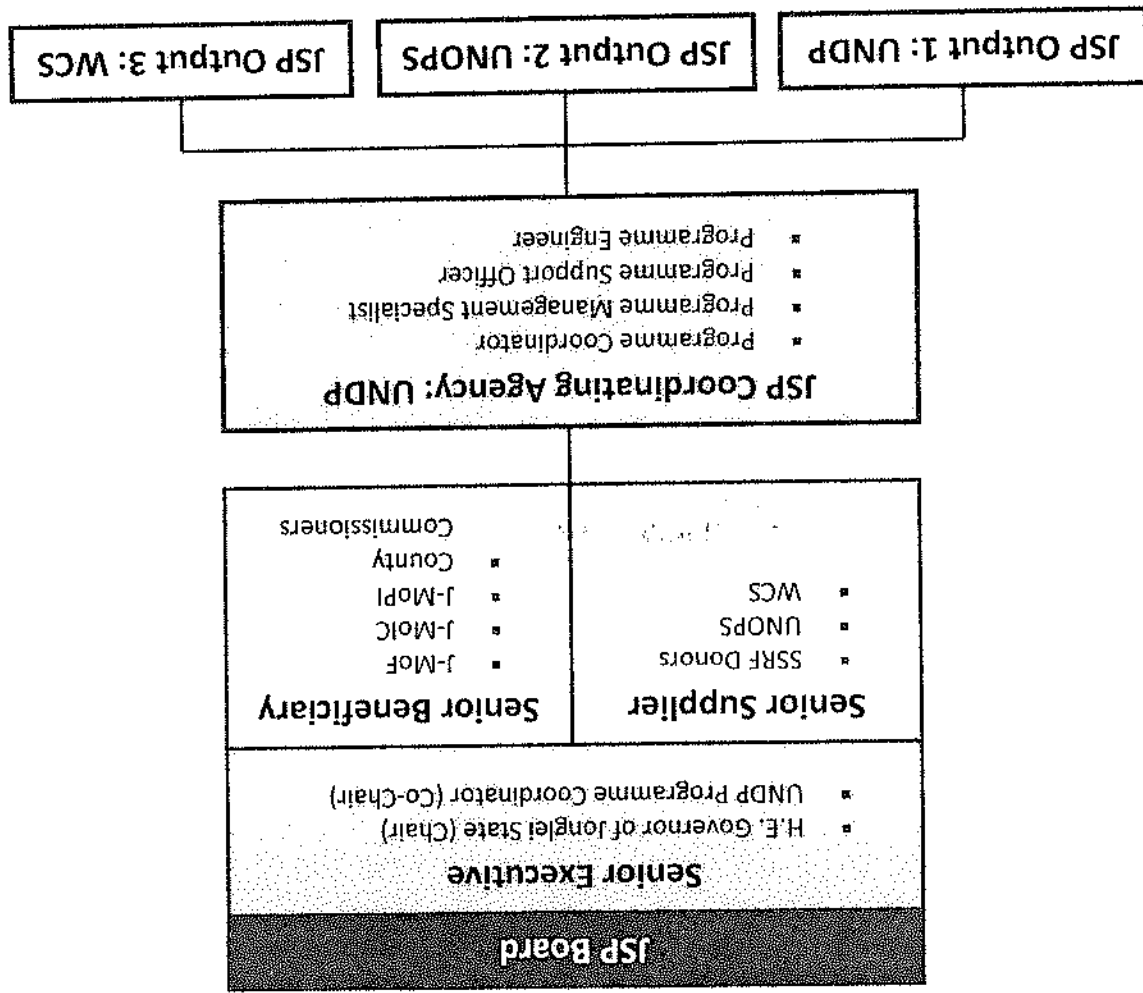 JSP Board
Senior Executive
▪ H.E. Governor of Jonglei State (Chair)
▪ UNDP Programme Coordinator (Co-Chair)
Senior Supplier
▪ SSRF Donors
▪ UNOPS
▪ WCS
Senior Beneficiary
▪ J-MoF
▪ J-MoIC
▪ J-MoPI
▪ County
Commissioners
JSP Coordinating Agency: UNDP
▪ Programme Coordinator
▪ Programme Management Specialist
▪ Programme Support Officer
▪ Programme Engineer
JSP Output 1: UNDP
JSP Output 2: UNOPS
JSP Output 3: WCS